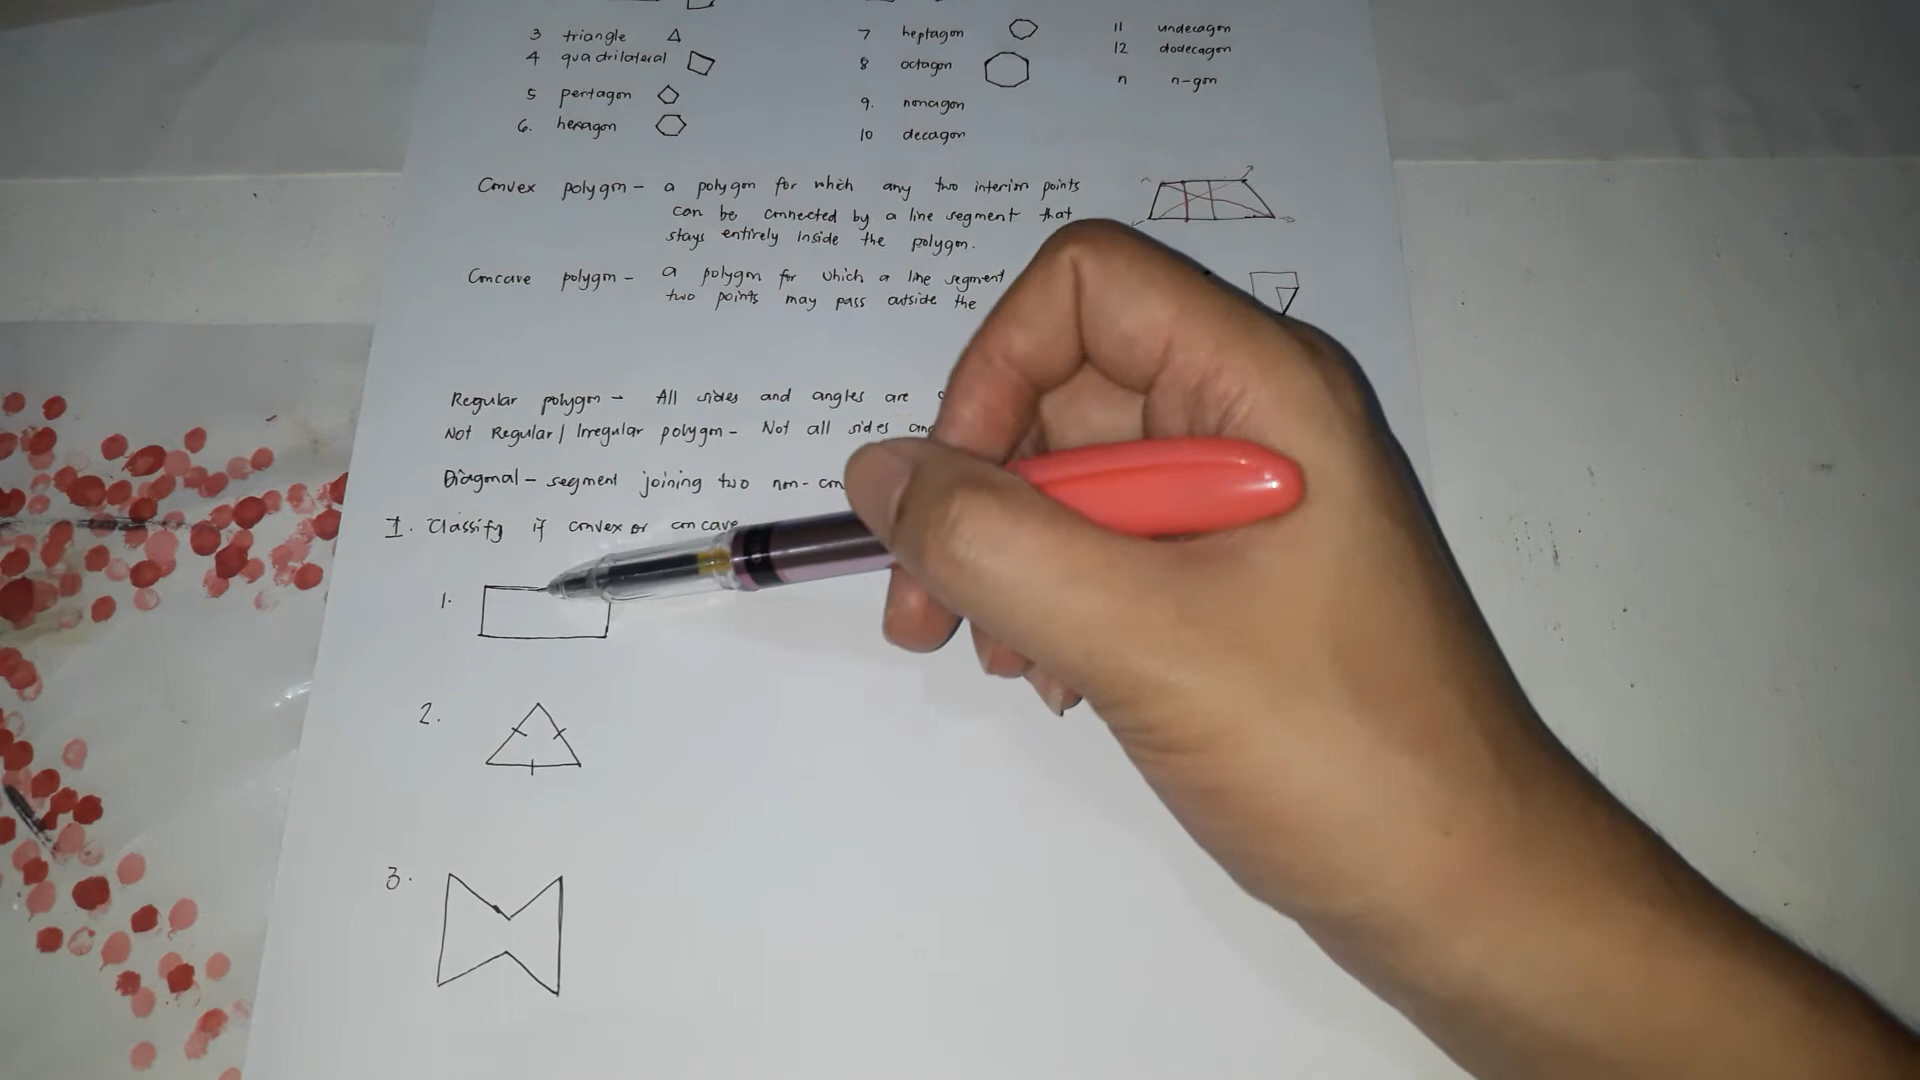 3 triangle
4 quadrilateral
5 pentagon
6. hexagon
7 heptagon
8 octagon
9. nonagon
10 decagon
11 undecagon
12 dodecagon
n n-gon
Convex polygon - a polygon for which any two interior points
can be connected by a line segment that
stays entirely inside the polygon.
Concave polygon - a polygon for which a line segment
two points may pass outside the
Regular polygon - All sides and angles are
Not Regular/Irregular polygon - Not all sides
Diagonal - segment joining two non-
I. Classify if convex or concave
1.
2.
3.